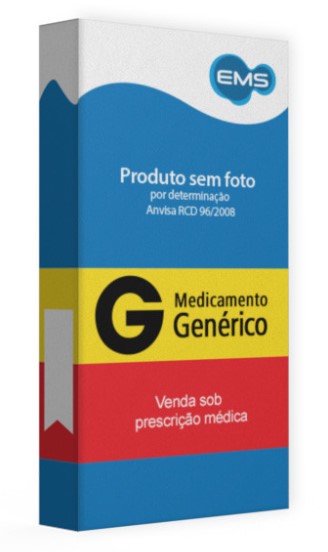 EMS
Produto sem foto
por determinação
Anvisa RCD 96/2008
G Medicamento
Genérico
Venda sob
prescrição médica